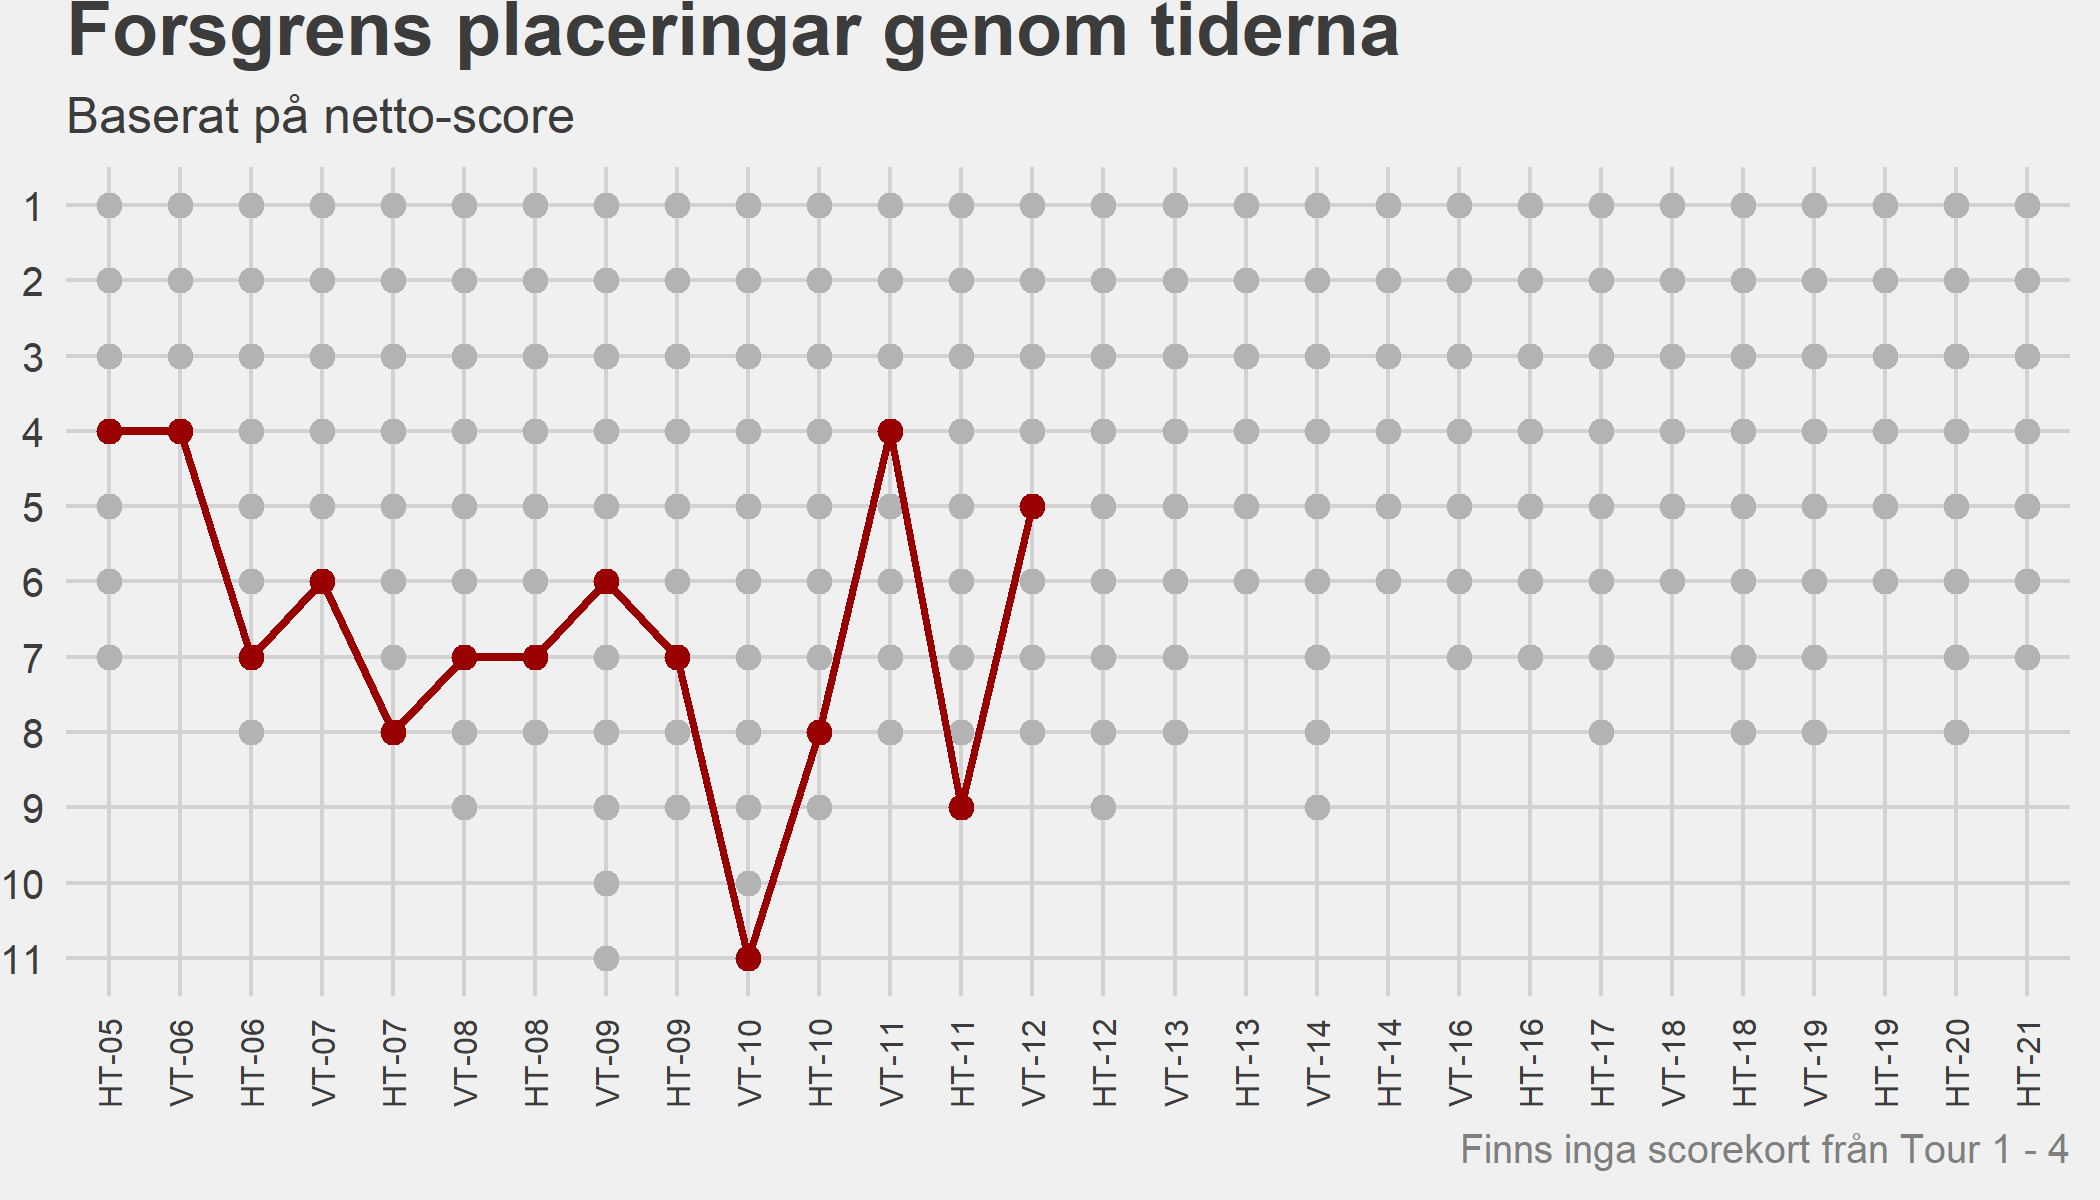 Forsgrens placeringar genom tiderna
Baserat på netto-score
1
2
3
4
5
6
7
8
9
10
11
HT-05
VT-06
HT-06
VT-07
HT-07
VT-08
HT-08
VT-09
HT-09
VT-10
HT-10
VT-11
HT-11
VT-12
HT-12
VT-13
HT-13
VT-14
HT-14
VT-16
HT-16
HT-17
VT-18
HT-18
VT-19
HT-19
HT-20
HT-21
Finns inga scorekort från Tour 1 - 4